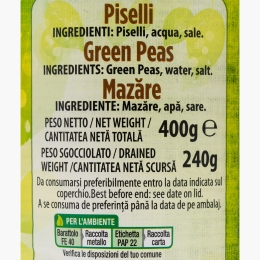 Piselli
INGREDIENTI: Piselli, acqua, sale.
Green Peas
INGREDIENTS: Green Peas, water, salt.
Mazăre
INGREDIENTE: Mazăre, apă, sare.
PESO NETTO / NET WEIGHT /
CANTITATEA NETĂ TOTALĂ 400g e
PESO SGOCCIOLATO / DRAINED
WEIGHT / CANTITATEA NETĂ SCURSĂ 240g
Da consumarsi preferibilmente entro la data indicata sul
coperchio. Best before end: see date on lid.
A se consuma de preferință până la data de pe ambalaj.
PER L'AMBIENTE
Barattolo FE 40
Raccolta metallo
Etichetta PAP 22
Raccolta carta
Verifica le disposizioni del tuo comune